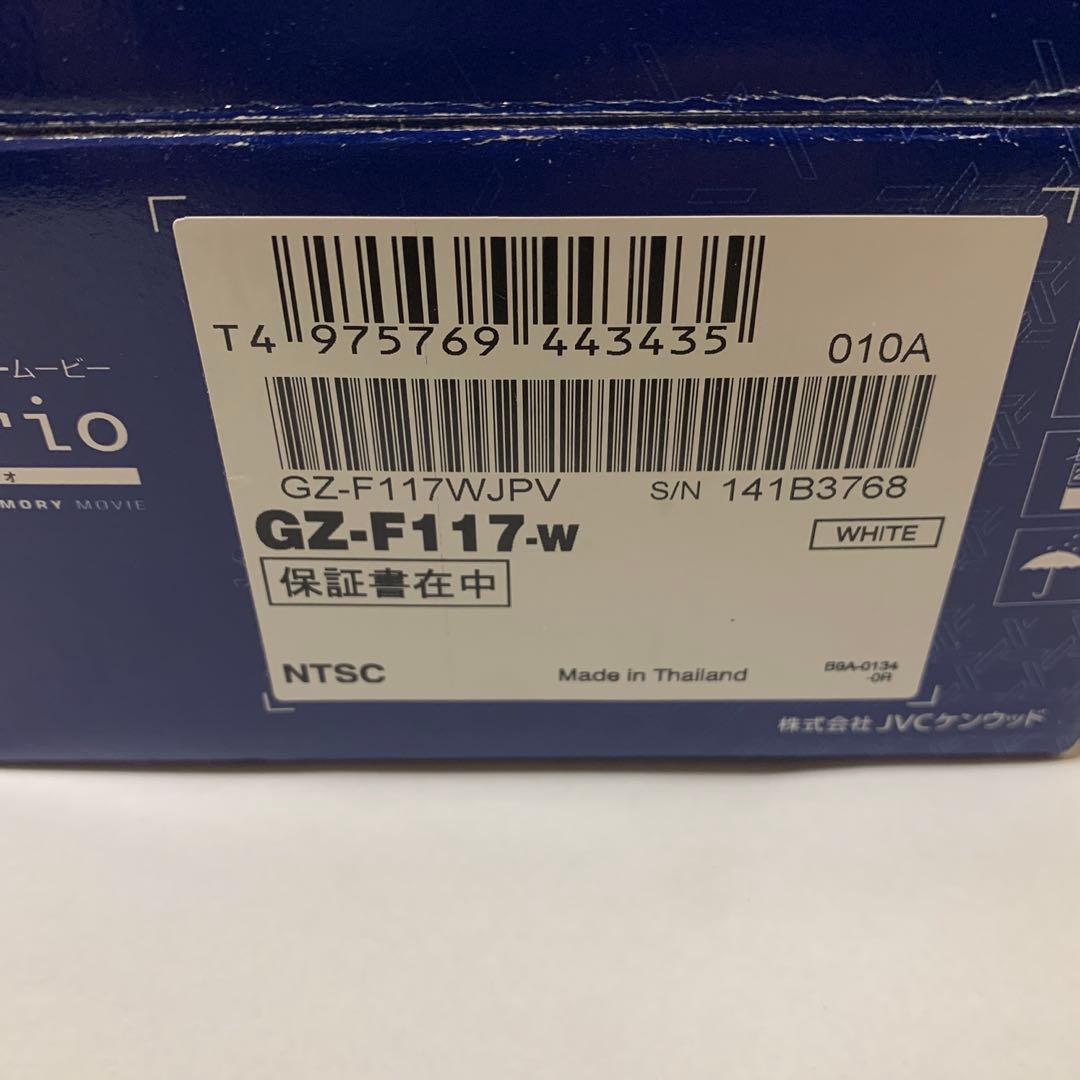 T4 975769 443435
010A
ームービー
rio
オ
MORY MOVIE
GZ-F117WJPV
S/N 141B3768
GZ-F117-W
WHITE
保証書在中
NTSC
Made in Thailand
B9A-0134
-0R
株式会社 JVCケンウッド